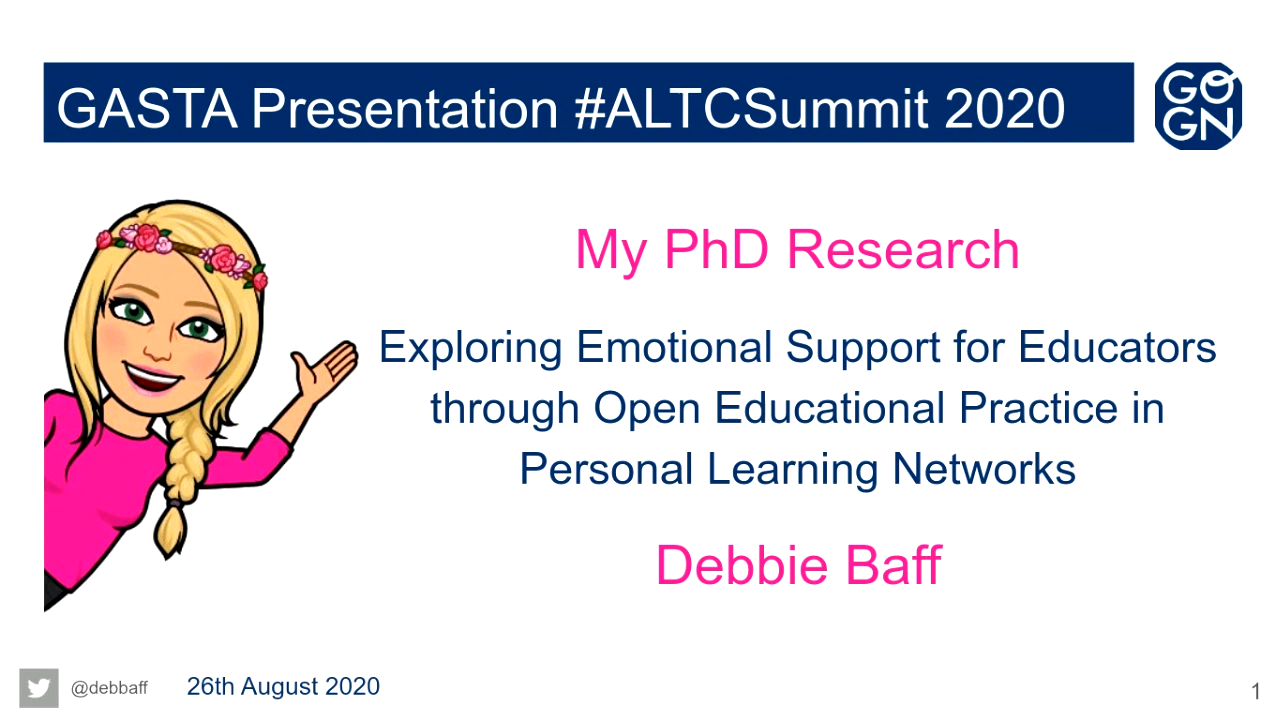 GASTA Presentation #ALTCSummit 2020
GO
GN
My PhD Research
Exploring Emotional Support for Educators
through Open Educational Practice in
Personal Learning Networks
Debbie Baff
@debbaff
26th August 2020
1